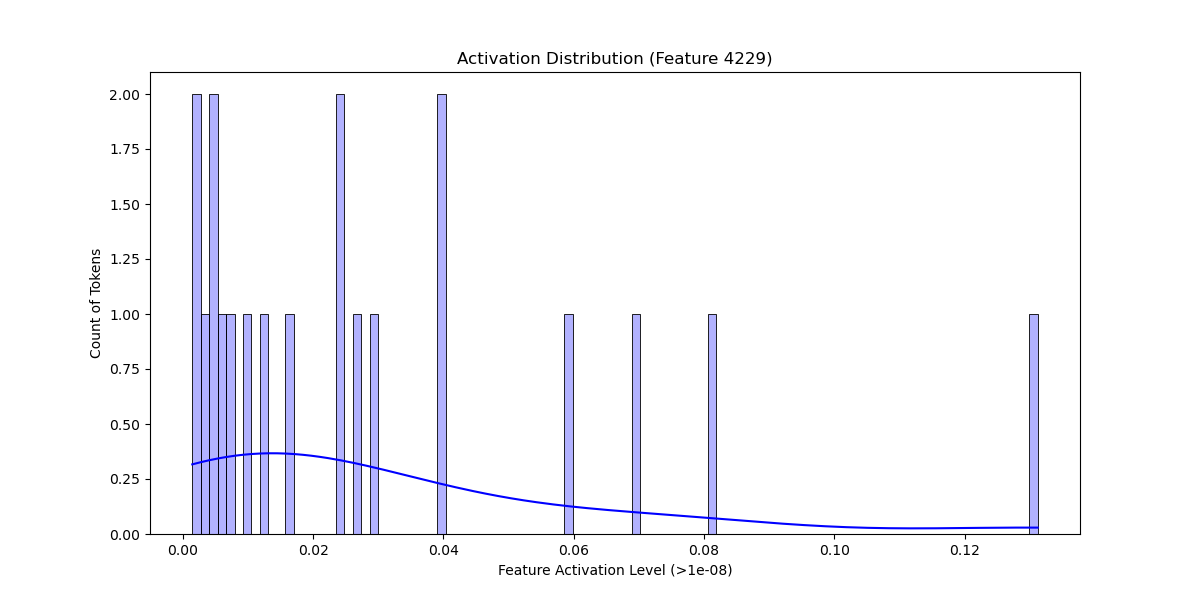 Activation Distribution (Feature 4229)
2.00
1.75
1.50
1.25
1.00
0.75
0.50
0.25
0.00
Count of Tokens
0.00 0.02 0.04 0.06 0.08 0.10 0.12
Feature Activation Level (>1e-08)